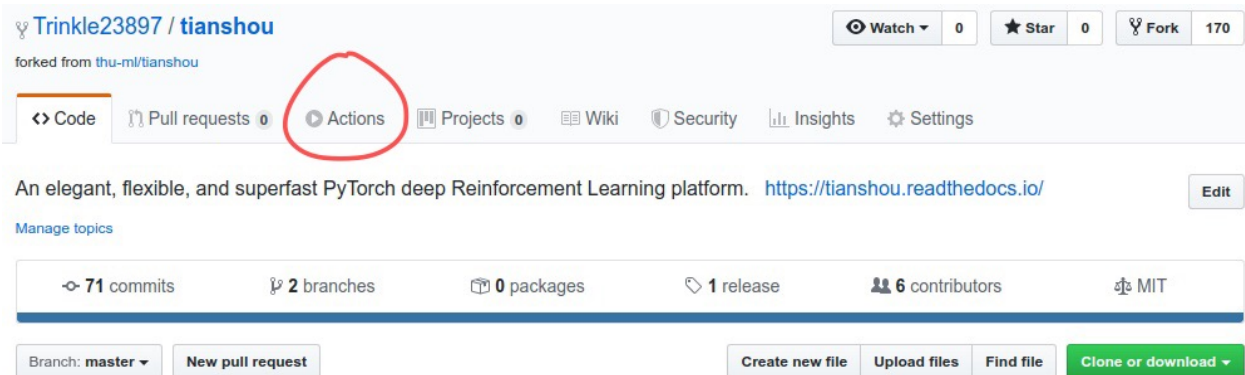 Trinkle23897 / tianshou Watch 0 Star 0 Fork 170
forked from thu-ml/tianshou
Code Pull requests 0 Actions Projects 0 Wiki Security Insights Settings
An elegant, flexible, and superfast PyTorch deep Reinforcement Learning platform. https://tianshou.readthedocs.io/ Edit
Manage topics
71 commits 2 branches 0 packages 1 release 6 contributors MIT
Branch: master New pull request Create new file Upload files Find file Clone or download